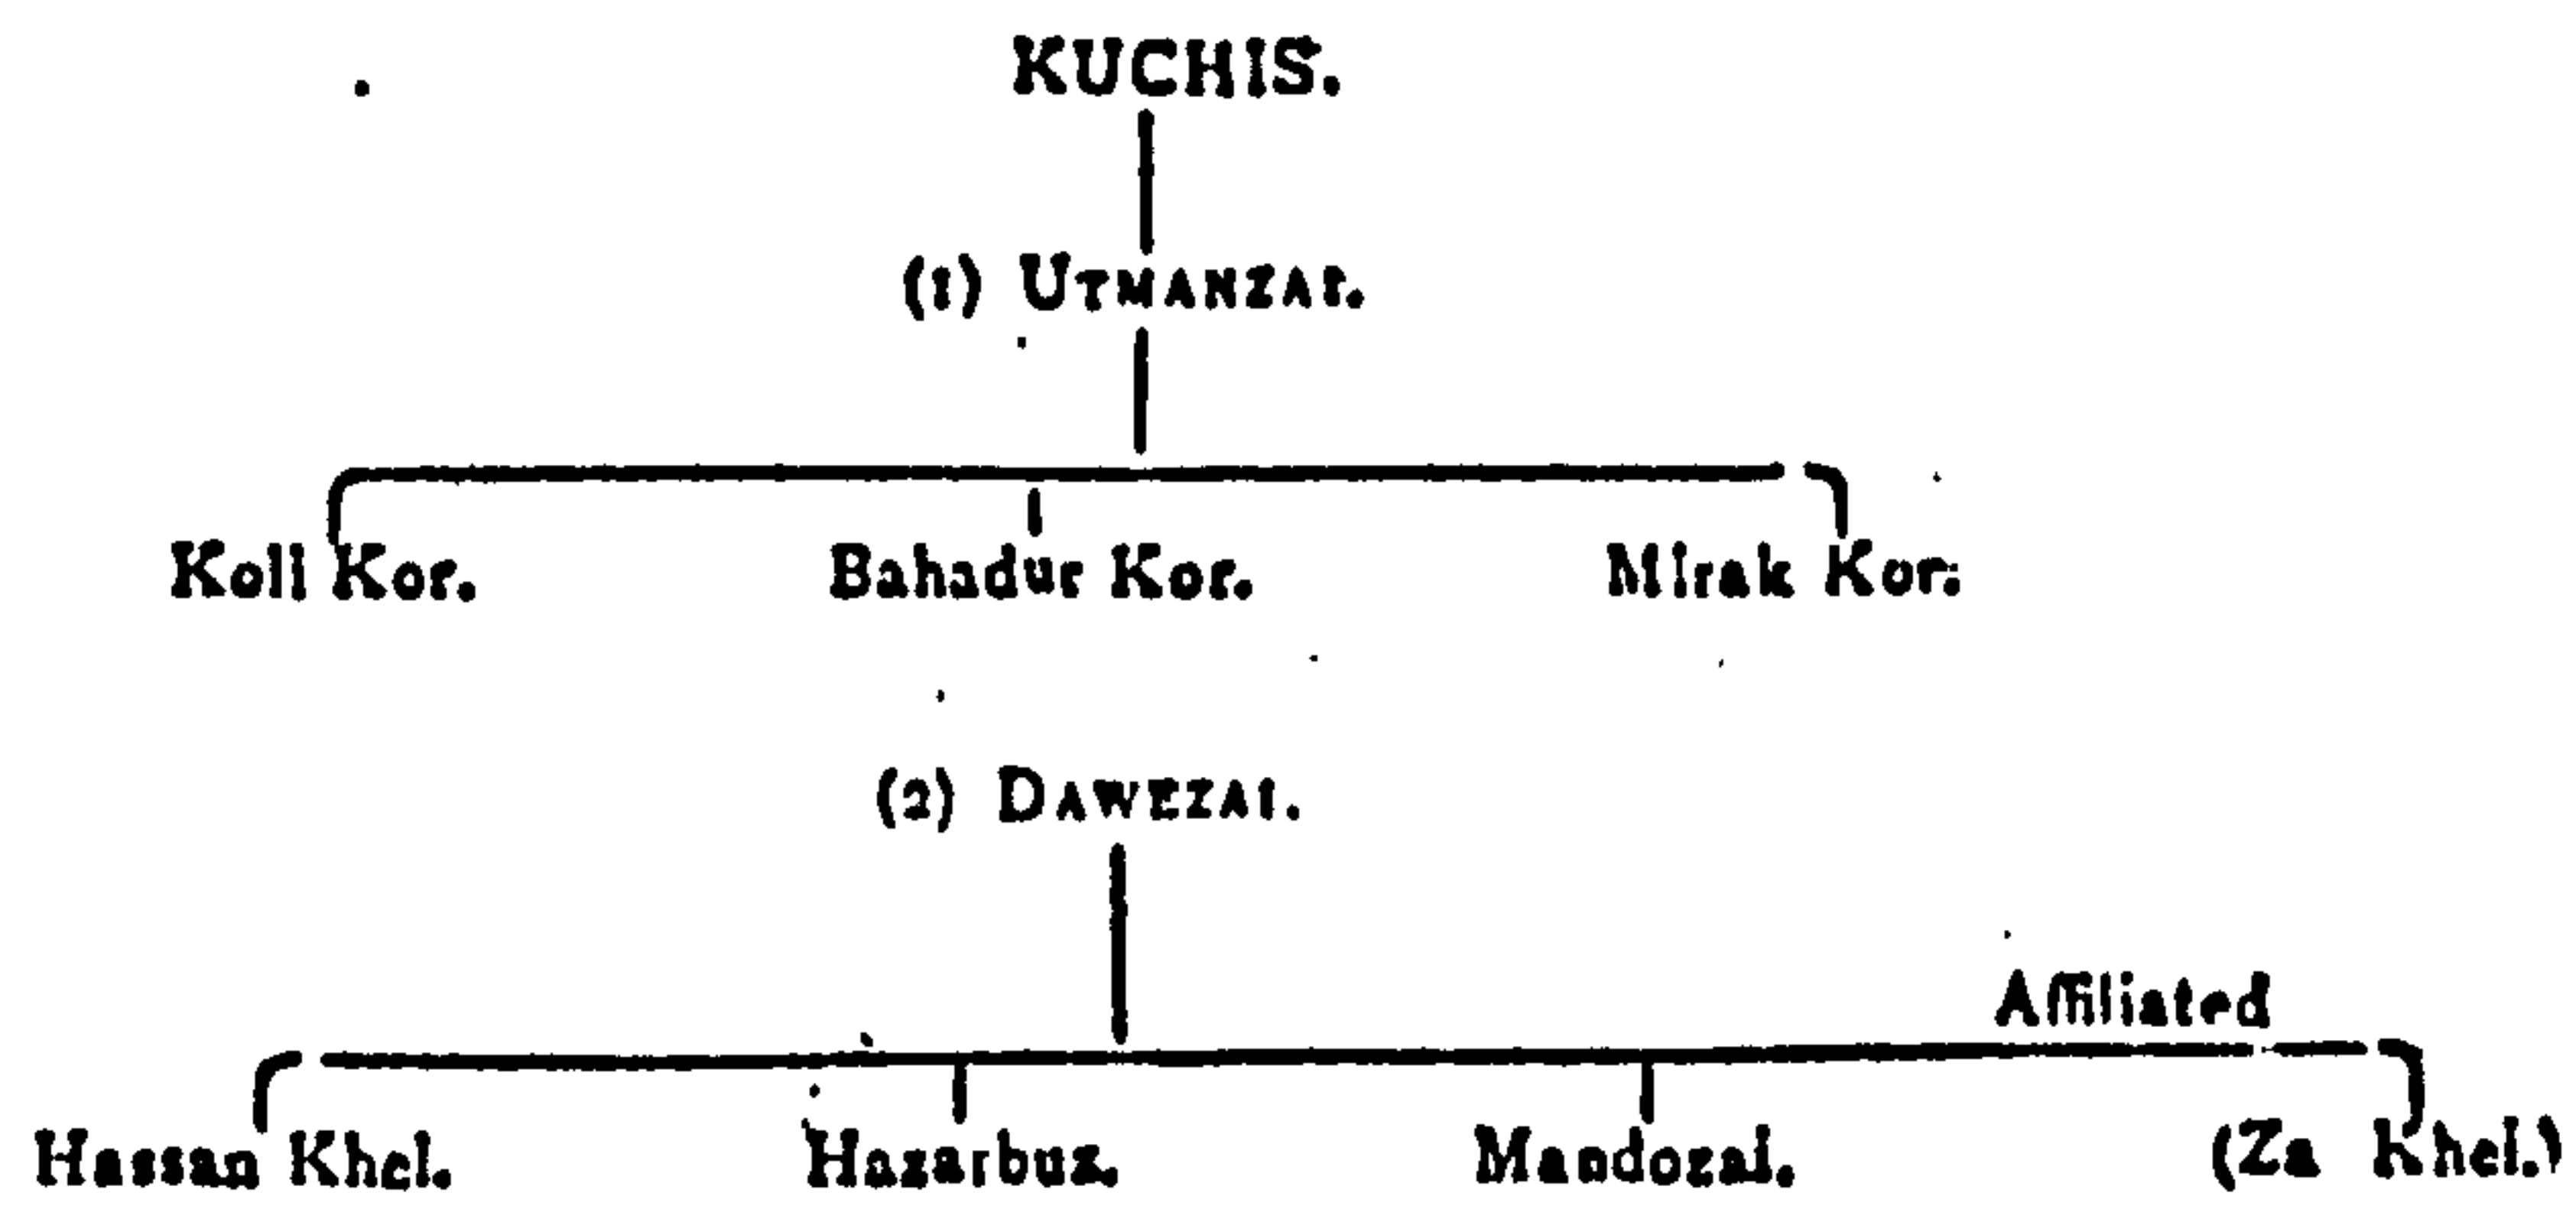 KUCHIS.
(1) UTMANZAI.
Koli Kor. Bahadur Kor. Mirak Kor.
(2) DAWEZAI.
Affiliated
Hassan Khel. Hazarbuz. Mandozai. (Za Khel.)